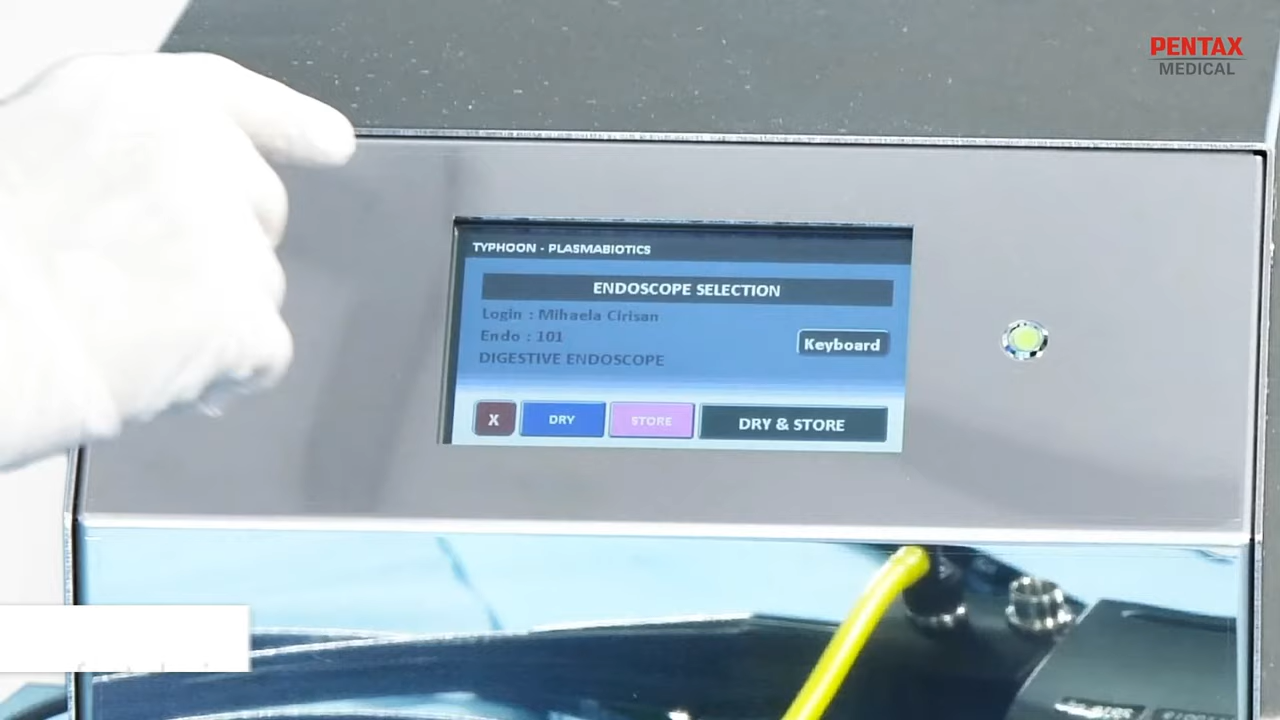 PENTAX
MEDICAL
TYPHOON - PLASMABIOTICS
ENDOSCOPE SELECTION
Login : Mihaela Cirisan
Endo : 101
DIGESTIVE ENDOSCOPE
Keyboard
X
DRY
STORE
DRY & STORE